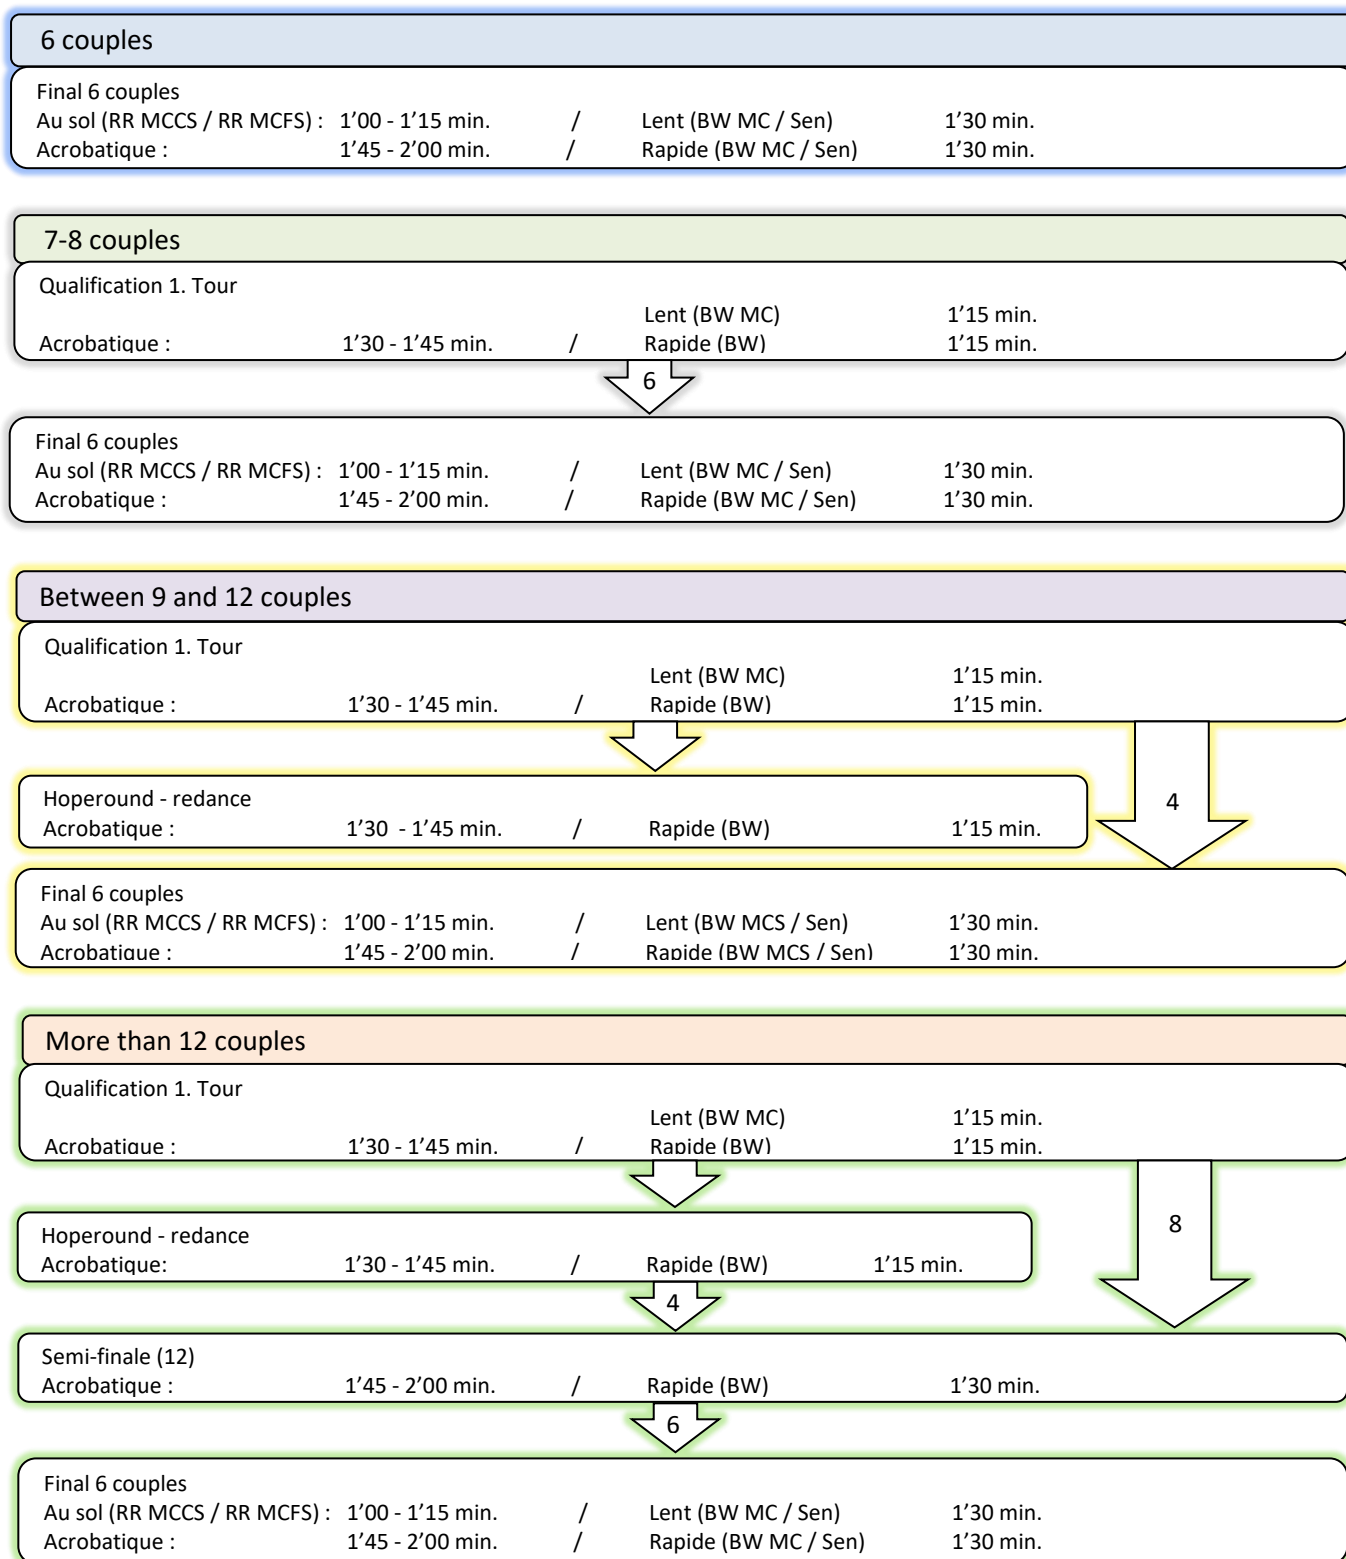 6 couples
Final 6 couples
Au sol (RR MCCS / RR MCFS) : 1’00 - 1’15 min. / Lent (BW MC / Sen) 1’30 min.
Acrobatique : 1’45 - 2’00 min. / Rapide (BW MC / Sen) 1’30 min.
7-8 couples
Qualification 1. Tour
Lent (BW MC) 1’15 min.
Acrobatique : 1’30 - 1’45 min. / Rapide (BW) 1’15 min.
6
Final 6 couples
Au sol (RR MCCS / RR MCFS) : 1’00 - 1’15 min. / Lent (BW MC / Sen) 1’30 min.
Acrobatique : 1’45 - 2’00 min. / Rapide (BW MC / Sen) 1’30 min.
Between 9 and 12 couples
Qualification 1. Tour
Lent (BW MC) 1’15 min.
Acrobatique : 1’30 - 1’45 min. / Rapide (BW) 1’15 min.
Hoperound - redance
4
Acrobatique : 1’30 - 1’45 min. / Rapide (BW) 1’15 min.
Final 6 couples
Au sol (RR MCCS / RR MCFS) : 1’00 - 1’15 min. / Lent (BW MCS / Sen) 1’30 min.
Acrobatique : 1’45 - 2’00 min. / Rapide (BW MCS / Sen) 1’30 min.
More than 12 couples
Qualification 1. Tour
Lent (BW MC) 1’15 min.
Acrobatique : 1’30 - 1’45 min. / Rapide (BW) 1’15 min.
8
Hoperound - redance
Acrobatique: 1’30 - 1’45 min. / Rapide (BW) 1’15 min.
4
Semi-finale (12)
Acrobatique : 1’45 - 2’00 min. / Rapide (BW) 1’30 min.
6
Final 6 couples
Au sol (RR MCCS / RR MCFS) : 1’00 - 1’15 min. / Lent (BW MC / Sen) 1’30 min.
Acrobatique : 1’45 - 2’00 min. / Rapide (BW MC / Sen) 1’30 min.